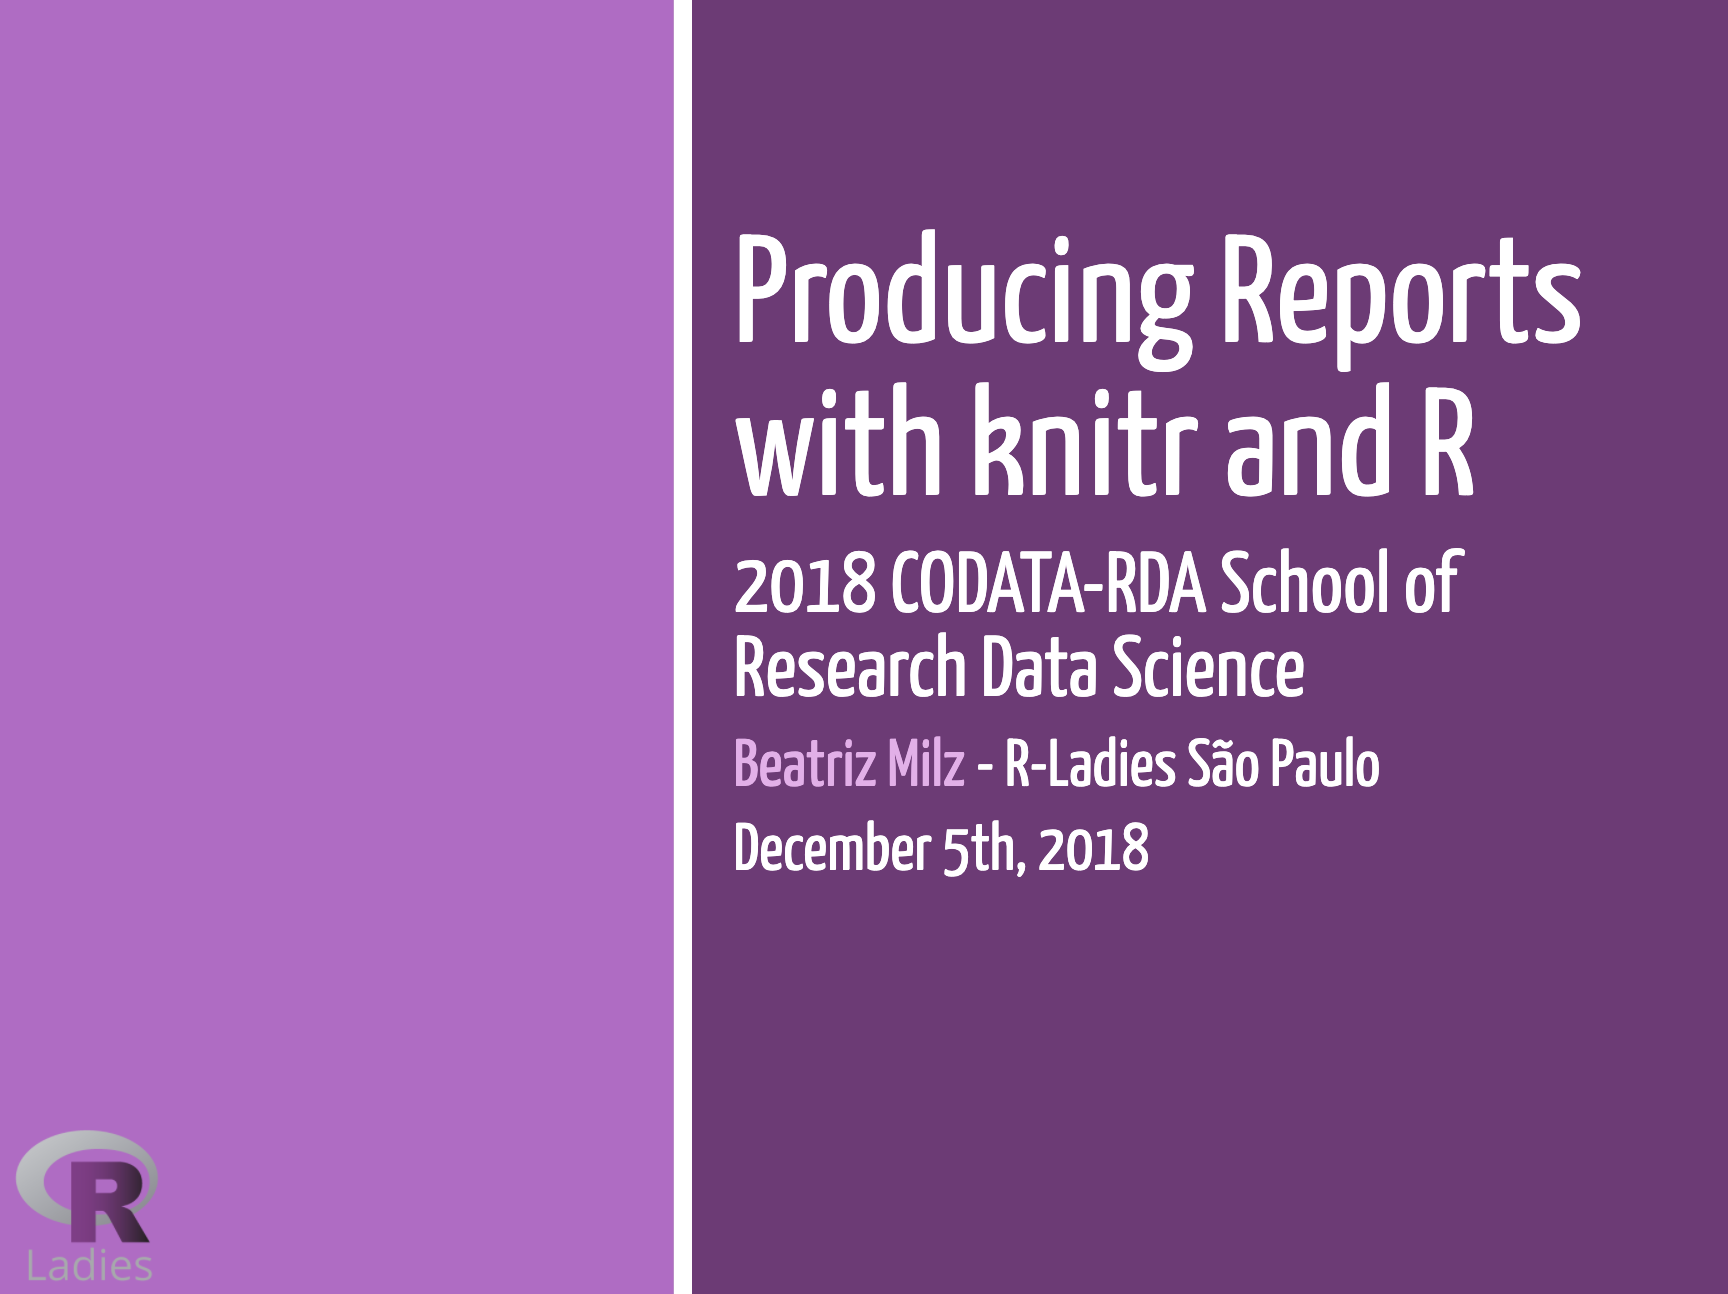 Producing Reports
with knitr and R
2018 CODATA-RDA School of
Research Data Science
Beatriz Milz - R-Ladies São Paulo
December 5th, 2018
R
Ladies